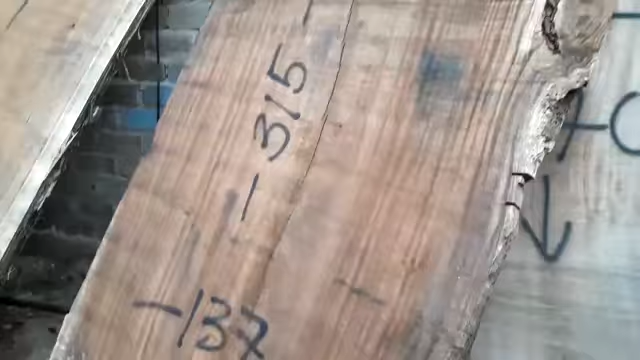 — 315 —
— 137